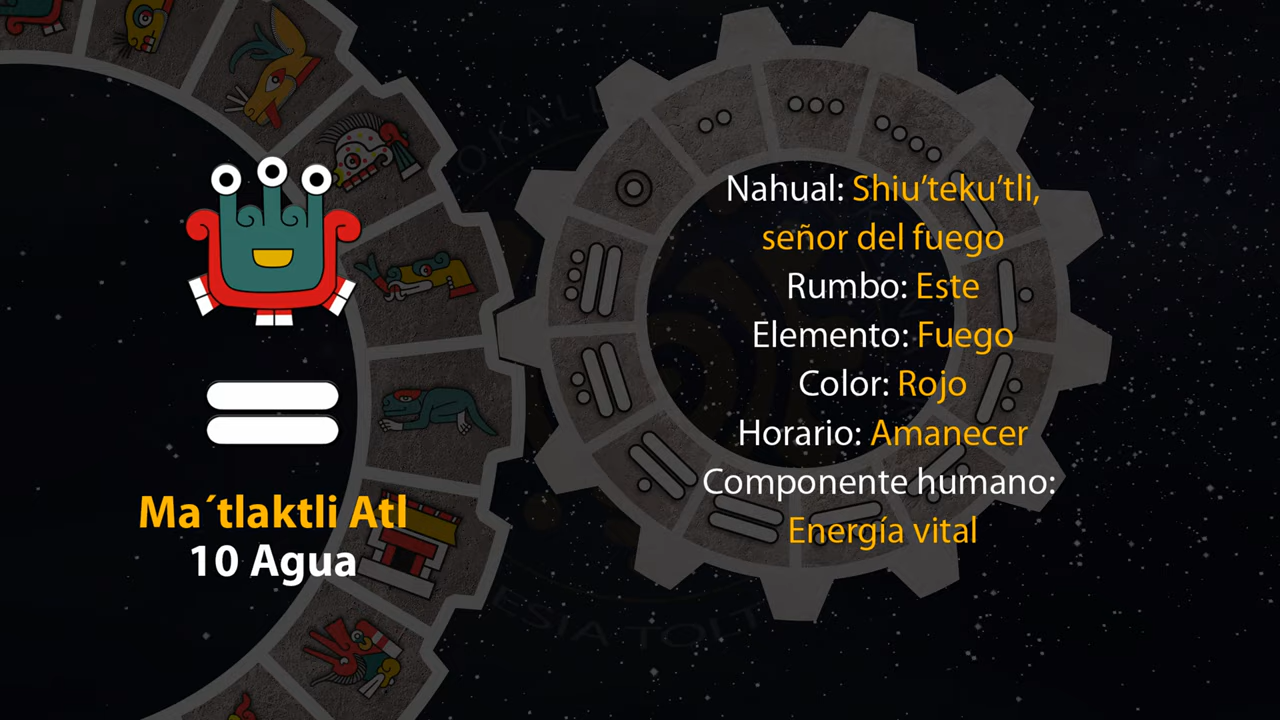 Ma´tlaktli Atl
10 Agua
Nahual: Shiu’teku’tli,
señor del fuego
Rumbo: Este
Elemento: Fuego
Color: Rojo
Horario: Amanecer
Componente humano:
Energía vital